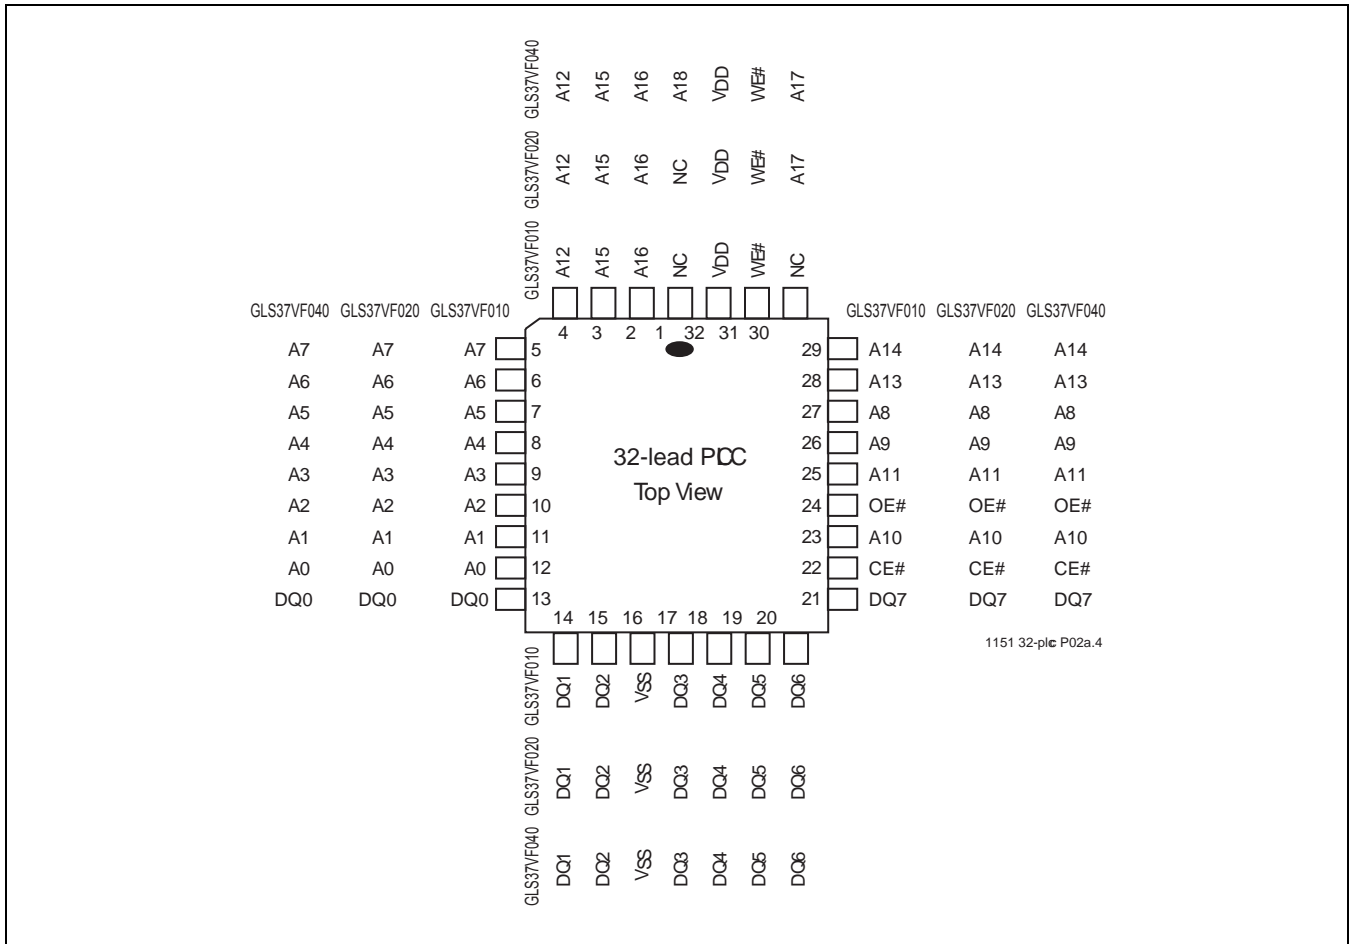 GLS37VF040 A12 A15 A16 A18 VDD WE# A17
GLS37VF020 A12 A15 A16 NC VDD WE# A17
GLS37VF010 A12 A15 A16 NC VDD WE# NC
GLS37VF040 GLS37VF020 GLS37VF010 GLS37VF010 GLS37VF020 GLS37VF040
4 3 2 1 32 31 30
A7 A7 A7 5 29 A14 A14 A14
A6 A6 A6 6 28 A13 A13 A13
A5 A5 A5 7 27 A8 A8 A8
A4 A4 A4 8 26 A9 A9 A9
32-lead PLCC
A3 A3 A3 9 25 A11 A11 A11
Top View
A2 A2 A2 10 24 OE# OE# OE#
A1 A1 A1 11 23 A10 A10 A10
A0 A0 A0 12 22 CE# CE# CE#
DQ0 DQ0 DQ0 13 21 DQ7 DQ7 DQ7
14 15 16 17 18 19 20
1151 32-plcc P02a.4
GLS37VF010 DQ1 DQ2 VSS DQ3 DQ4 DQ5 DQ6
GLS37VF020 DQ1 DQ2 VSS DQ3 DQ4 DQ5 DQ6
GLS37VF040 DQ1 DQ2 VSS DQ3 DQ4 DQ5 DQ6